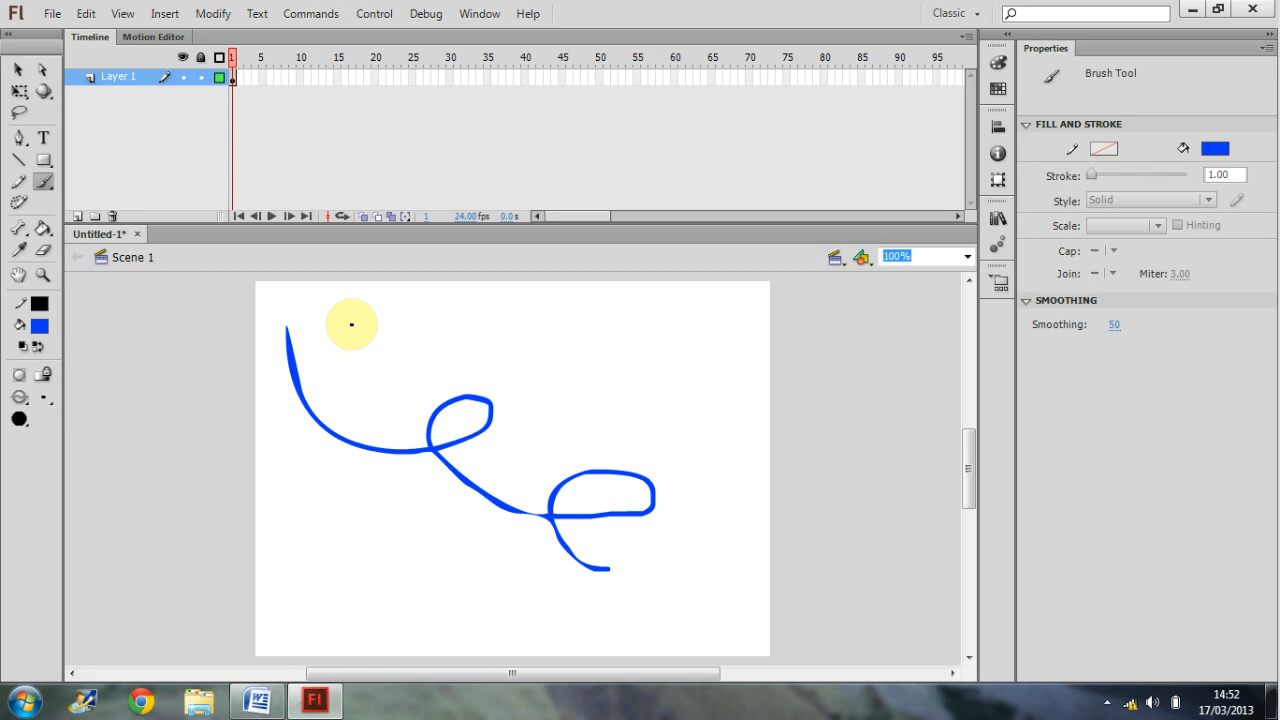 Fl File Edit View Insert Modify Text Commands Control Debug Window Help Classic
Timeline Motion Editor
1 5 10 15 20 25 30 35 40 45 50 55 60 65 70 75 80 85 90 95
Layer 1
1 24.00 fps 0.0 s
Untitled-1*
Scene 1
100%
Properties
Brush Tool
FILL AND STROKE
Stroke: 1.00
Style: Solid
Scale: Hinting
Cap:
Join: Miter: 3.00
SMOOTHING
Smoothing: 50
T
W Fl
14:52
17/03/2013